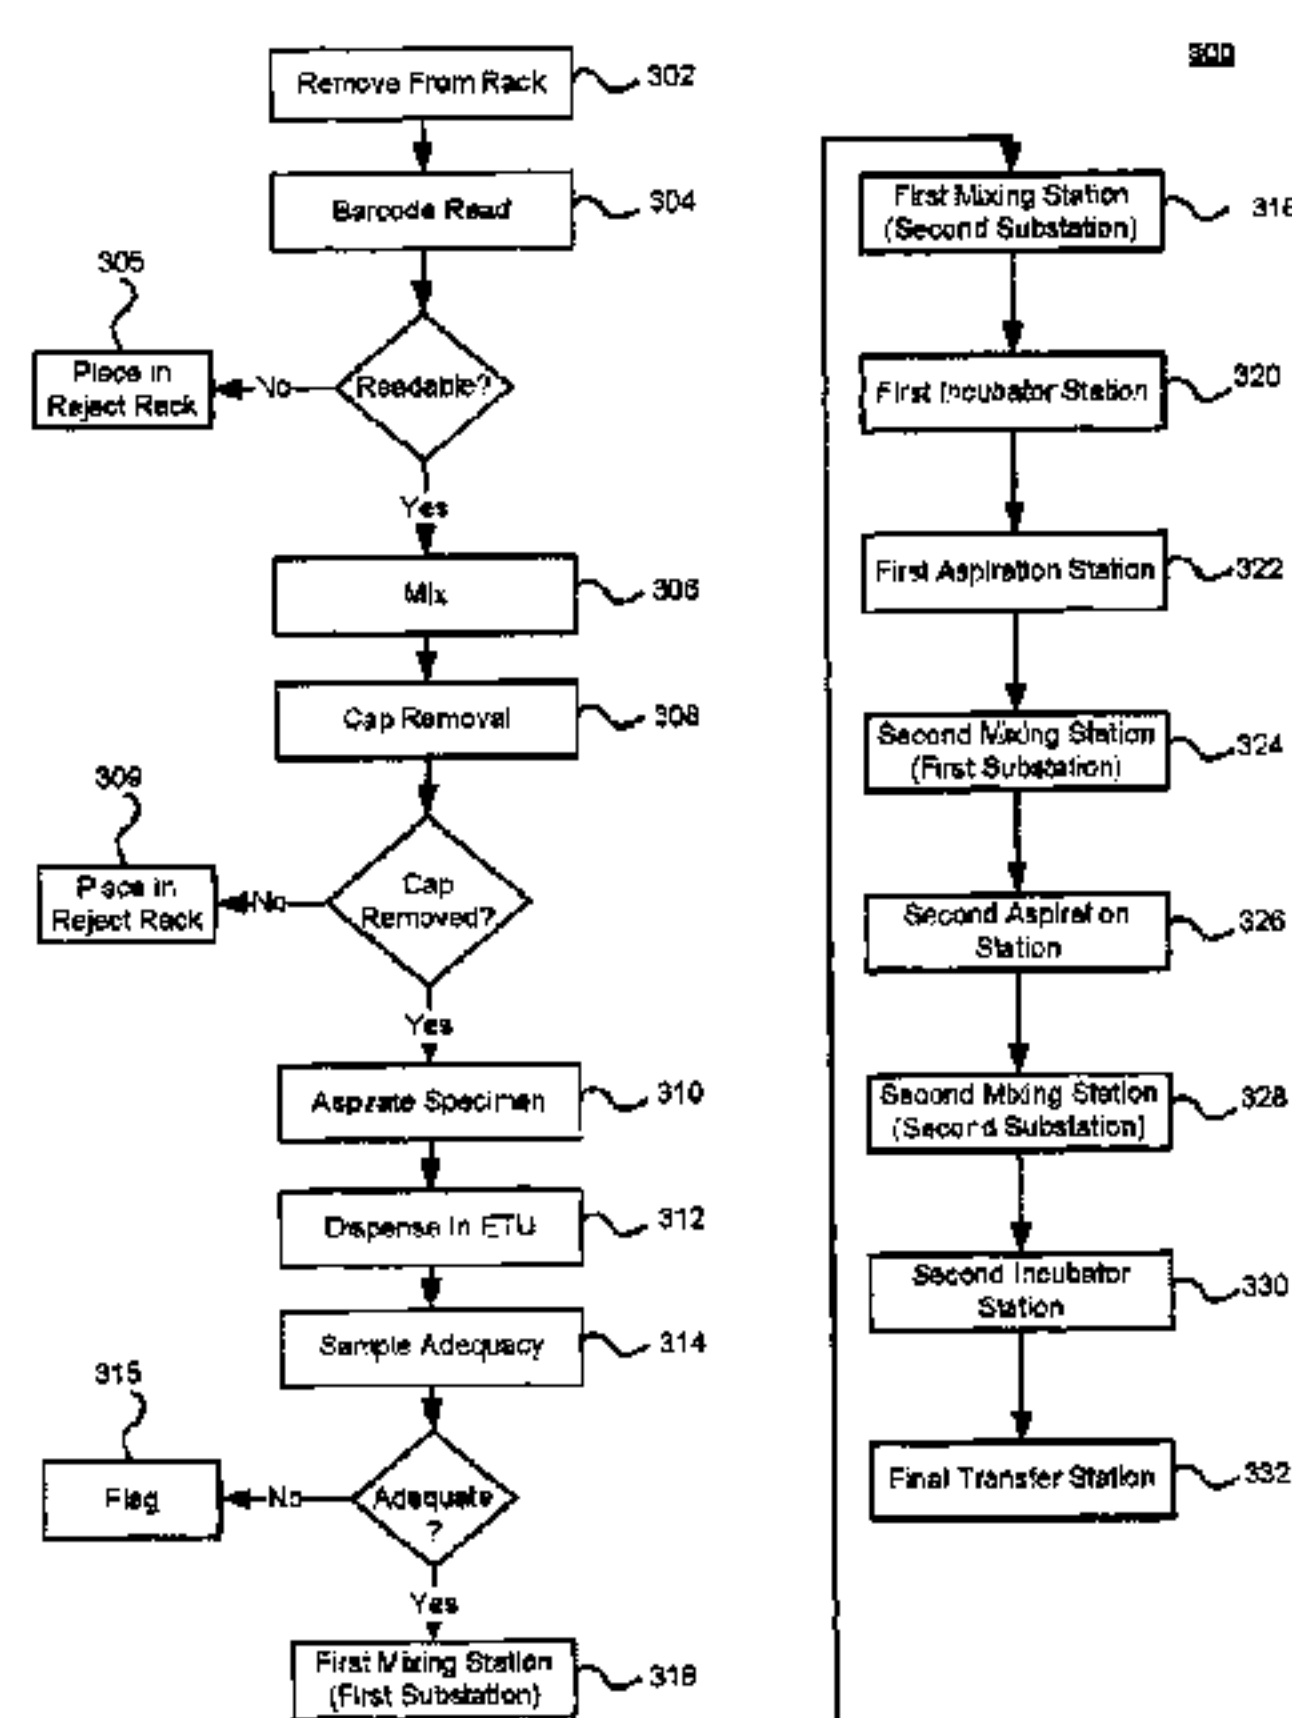 300
Remove From Rack
302
Barcode Read
304
305
Place in
Reject Rack
No
Readable?
Yes
Mix
306
Cap Removal
308
309
Place in
Reject Rack
No
Cap
Removed?
Yes
Aspirate Specimen
310
Dispense in ETU
312
Sample Adequacy
314
315
Flag
No
Adequate
?
Yes
First Mixing Station
(First Substation)
First Mixing Station
(Second Substation)
First Incubator Station
320
First Aspiration Station
322
Second Mixing Station
(First Substation)
324
Second Aspiration
Station
326
Second Mixing Station
(Second Substation)
328
Second Incubator
Station
330
Final Transfer Station
332